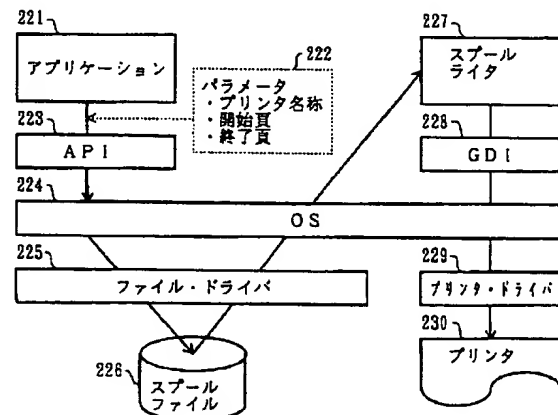 221
アプリケーション
222
パラメータ
・プリンタ名称
・開始頁
・終了頁
223
API
224
OS
225
ファイル・ドライバ
226
スプール
ファイル
227
スプール
ライタ
228
GDI
229
プリンタ・ドライバ
230
プリンタ